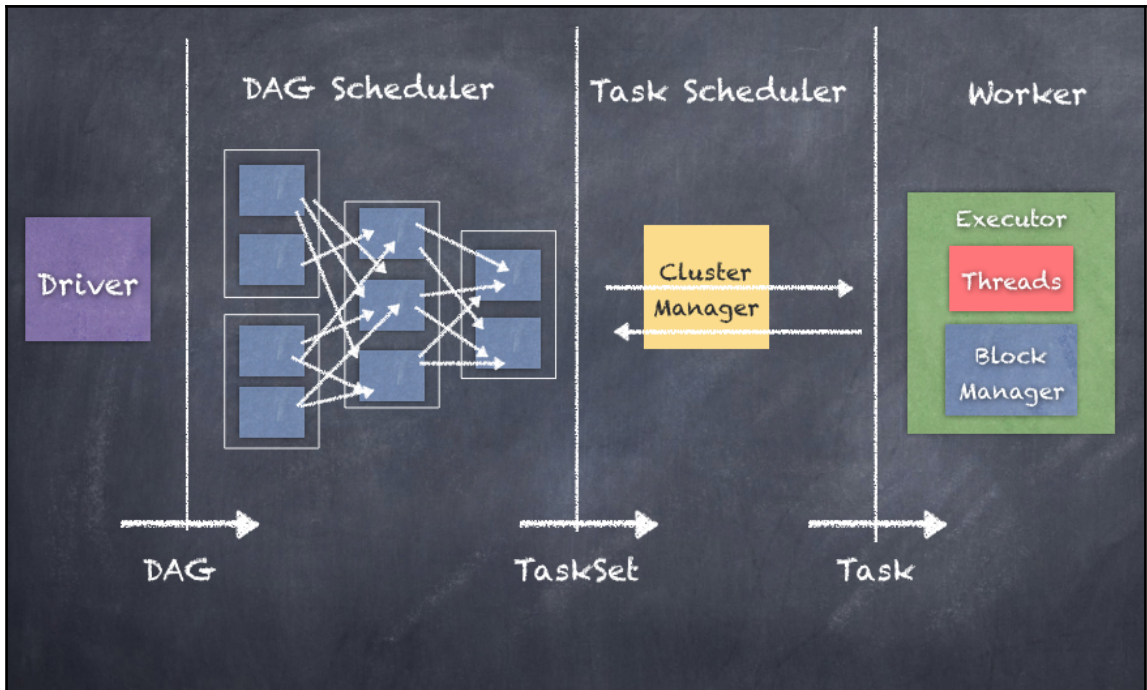 DAG Scheduler
Task Scheduler
Worker
Driver
Cluster
Manager
Executor
Threads
Block
Manager
DAG
TaskSet
Task